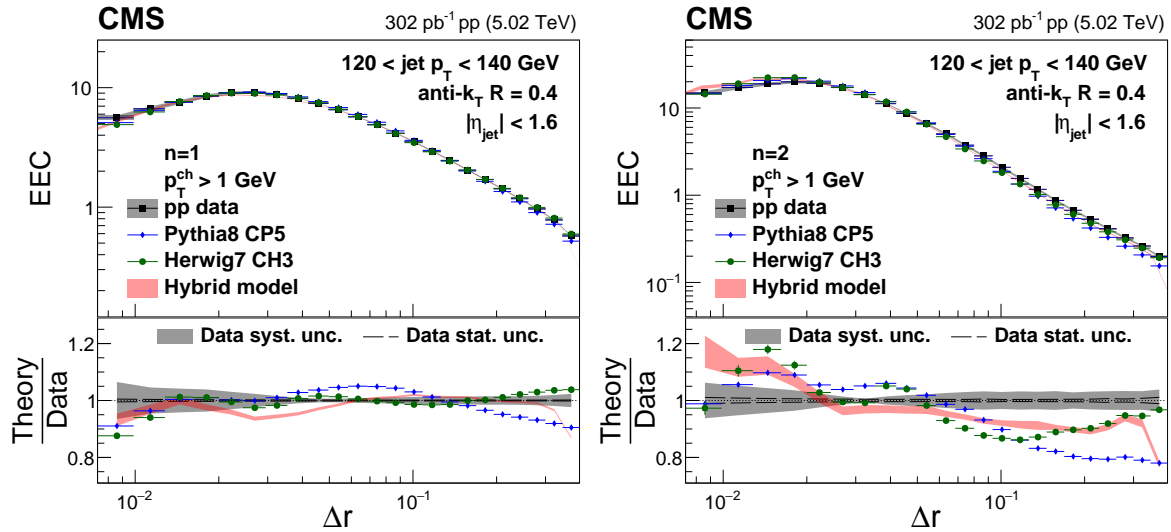 CMS
302 pb⁻¹ pp (5.02 TeV)
120 < jet p_T < 140 GeV
anti-k_T R = 0.4
|η_jet| < 1.6
n=1
p_T^ch > 1 GeV
pp data
Pythia8 CP5
Herwig7 CH3
Hybrid model
EEC
10
1
Data syst. unc.
Data stat. unc.
Theory
Data
1.2
1
0.8
10⁻²
10⁻¹
Δr
CMS
302 pb⁻¹ pp (5.02 TeV)
120 < jet p_T < 140 GeV
anti-k_T R = 0.4
|η_jet| < 1.6
n=2
p_T^ch > 1 GeV
pp data
Pythia8 CP5
Herwig7 CH3
Hybrid model
EEC
10
1
10⁻¹
Data syst. unc.
Data stat. unc.
Theory
Data
1.2
1
0.8
10⁻²
10⁻¹
Δr